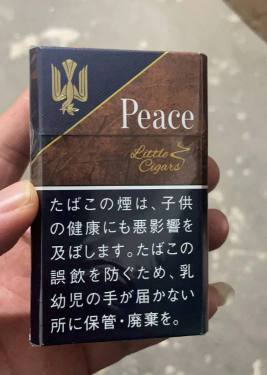 Peace
Little
Cigars
たばこの煙は、子供
の健康にも悪影響を
及ぼします。たばこの
誤飲を防ぐため、乳
幼児の手が届かない
所に保管・廃棄を。